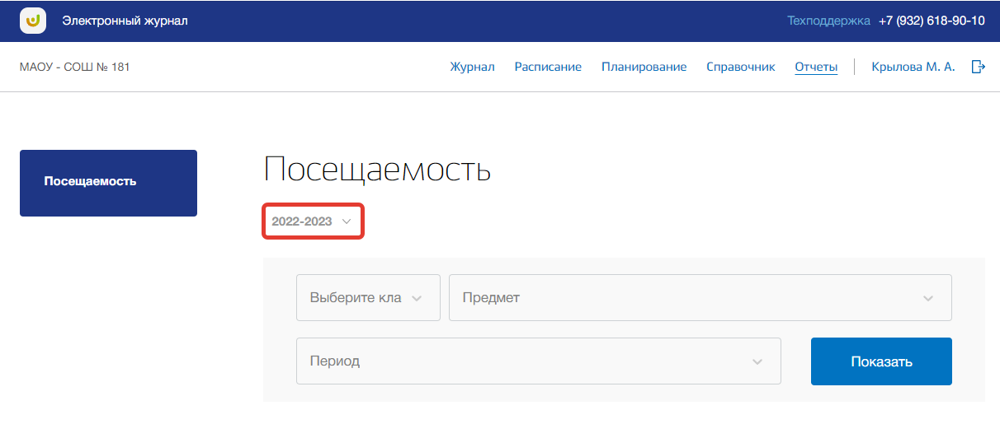 Электронный журнал
Техподдержка +7 (932) 618-90-10
МАОУ - СОШ № 181
Журнал Расписание Планирование Справочник Отчеты Крылова М. А.
Посещаемость
Посещаемость
2022-2023
Выберите кла
Предмет
Период
Показать